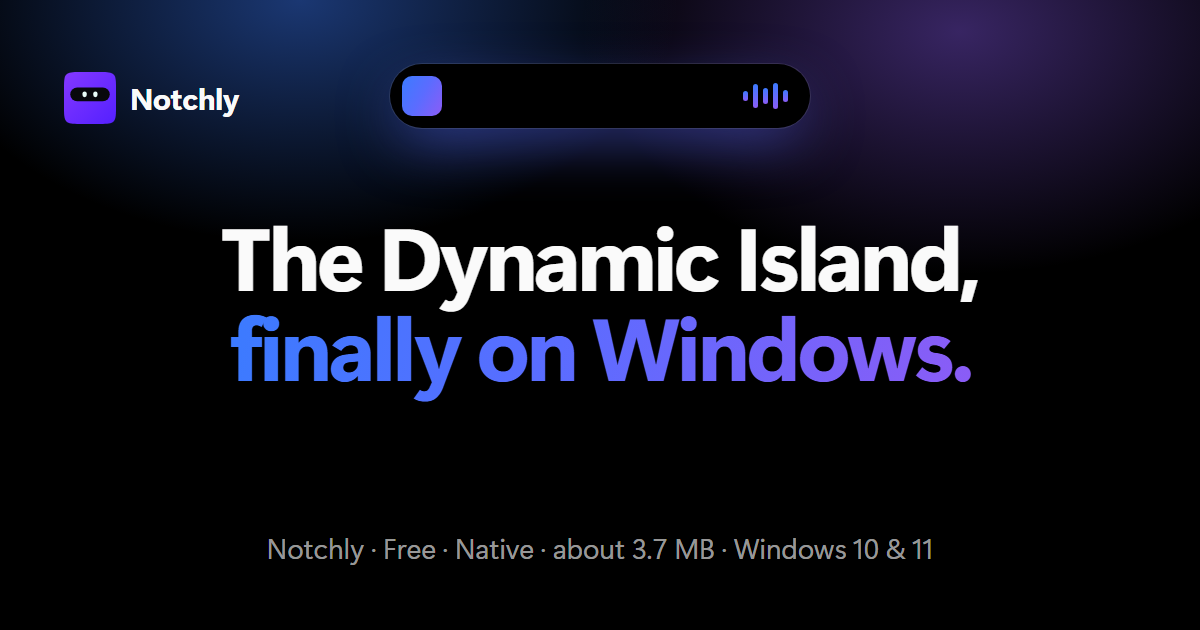 Notchly
The Dynamic Island,
finally on Windows.
Notchly · Free · Native · about 3.7 MB · Windows 10 & 11